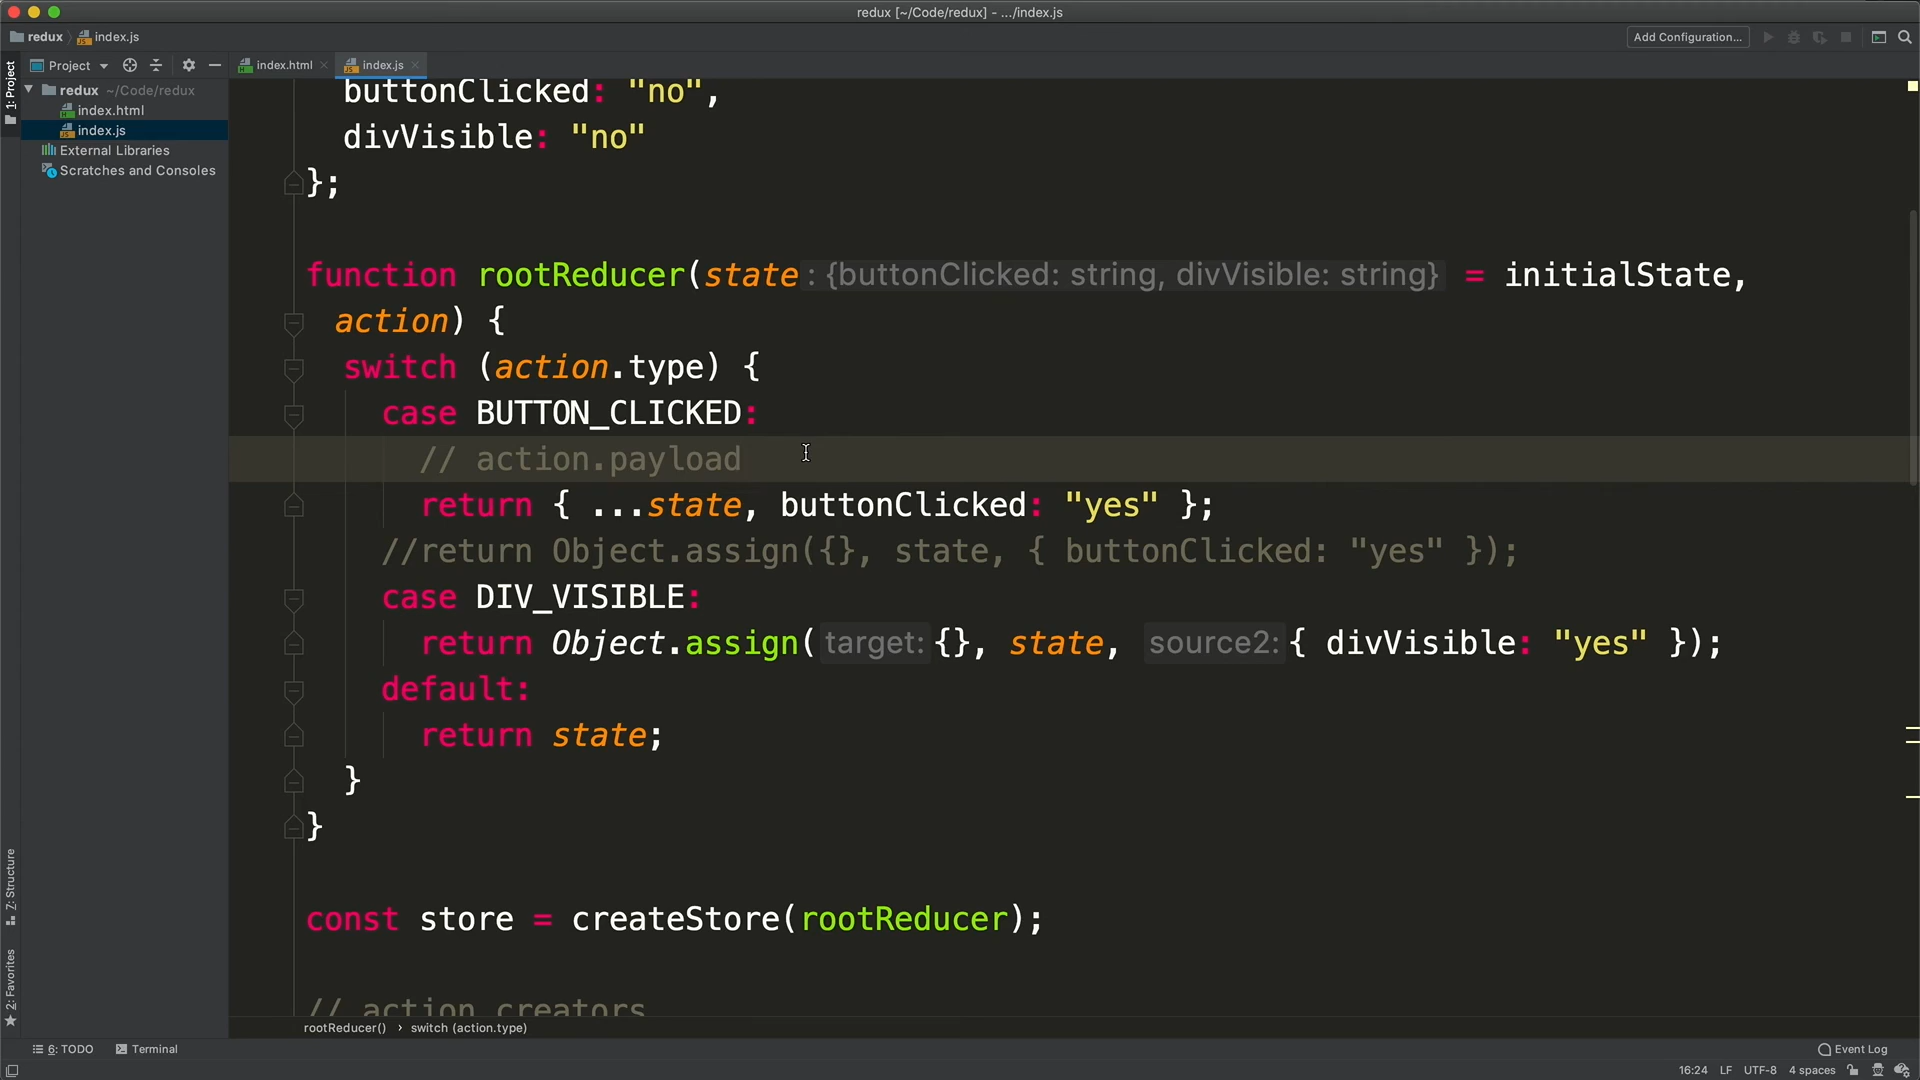 redux [~/Code/redux] - .../index.js
redux index.js Add Configuration...
Project index.html index.js
1: Project
redux ~/Code/redux
index.html
index.js
External Libraries
Scratches and Consoles
buttonClicked: "no",
divVisible: "no"
};
function rootReducer(state : {buttonClicked: string, divVisible: string} = initialState,
action) {
switch (action.type) {
case BUTTON_CLICKED:
// action.payload
return { ...state, buttonClicked: "yes" };
//return Object.assign({}, state, { buttonClicked: "yes" });
case DIV_VISIBLE:
return Object.assign( target: {}, state, source2: { divVisible: "yes" });
default:
return state;
}
}
const store = createStore(rootReducer);
// action creators
Z: Structure
2: Favorites
rootReducer() › switch (action.type)
6: TODO Terminal Event Log
16:24 LF UTF-8 4 spaces